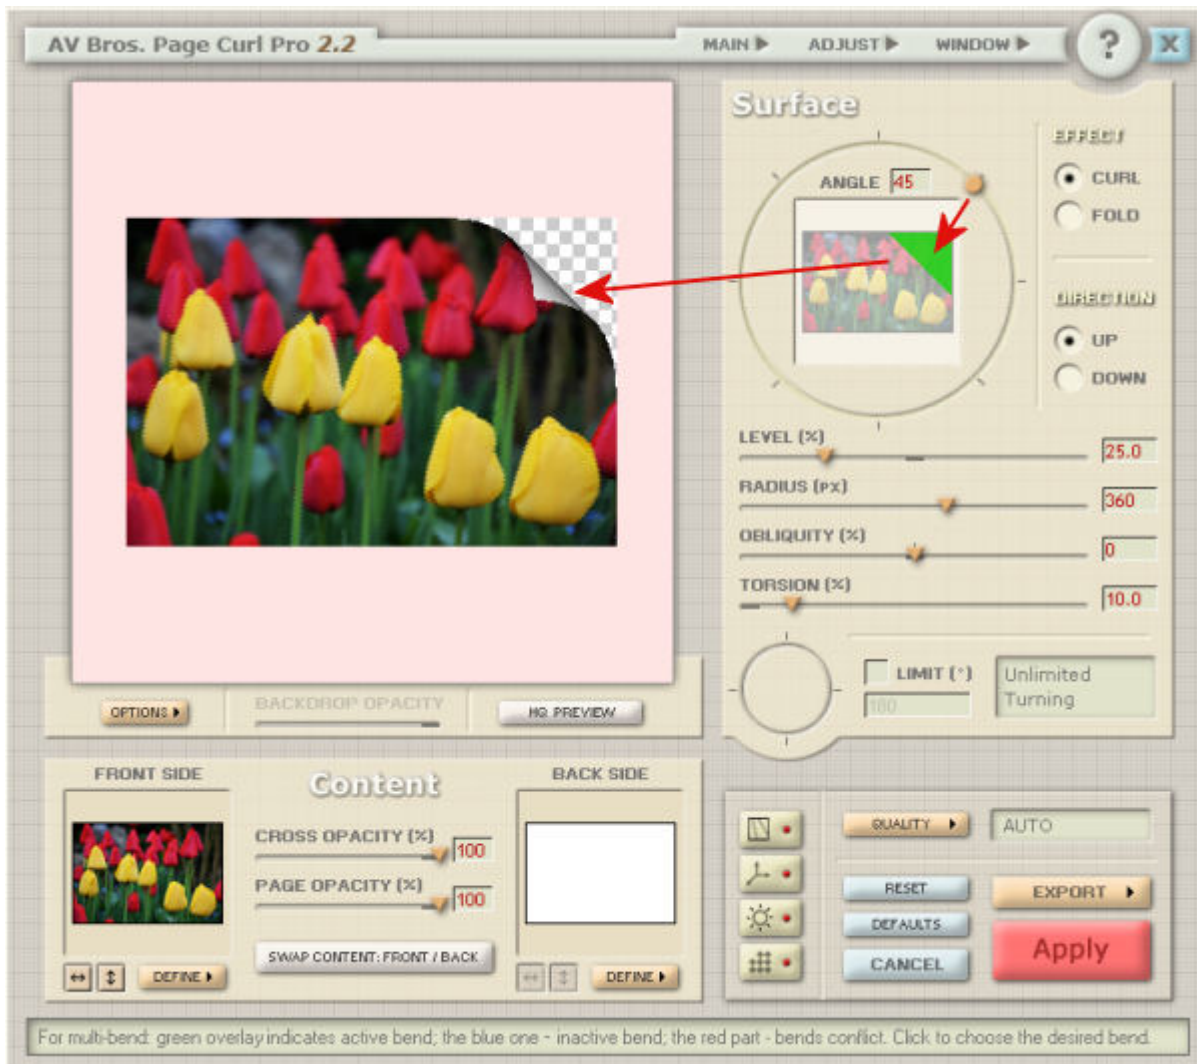 AV Bros. Page Curl Pro 2.2
MAIN
ADJUST
WINDOW
?
X
Surface
ANGLE 45
EFFECT
CURL
FOLD
DIRECTION
UP
DOWN
LEVEL (%)
25.0
RADIUS (PX)
360
OBLIQUITY (%)
0
TORSION (%)
10.0
LIMIT (°)
180
Unlimited
Turning
OPTIONS
BACKDROP OPACITY
HQ PREVIEW
FRONT SIDE
Content
BACK SIDE
CROSS OPACITY (%)
100
PAGE OPACITY (%)
100
SWAP CONTENT: FRONT / BACK
DEFINE
DEFINE
QUALITY
AUTO
RESET
DEFAULTS
CANCEL
EXPORT
Apply
For multi-bend: green overlay indicates active bend; the blue one - inactive bend; the red part - bends conflict. Click to choose the desired bend.